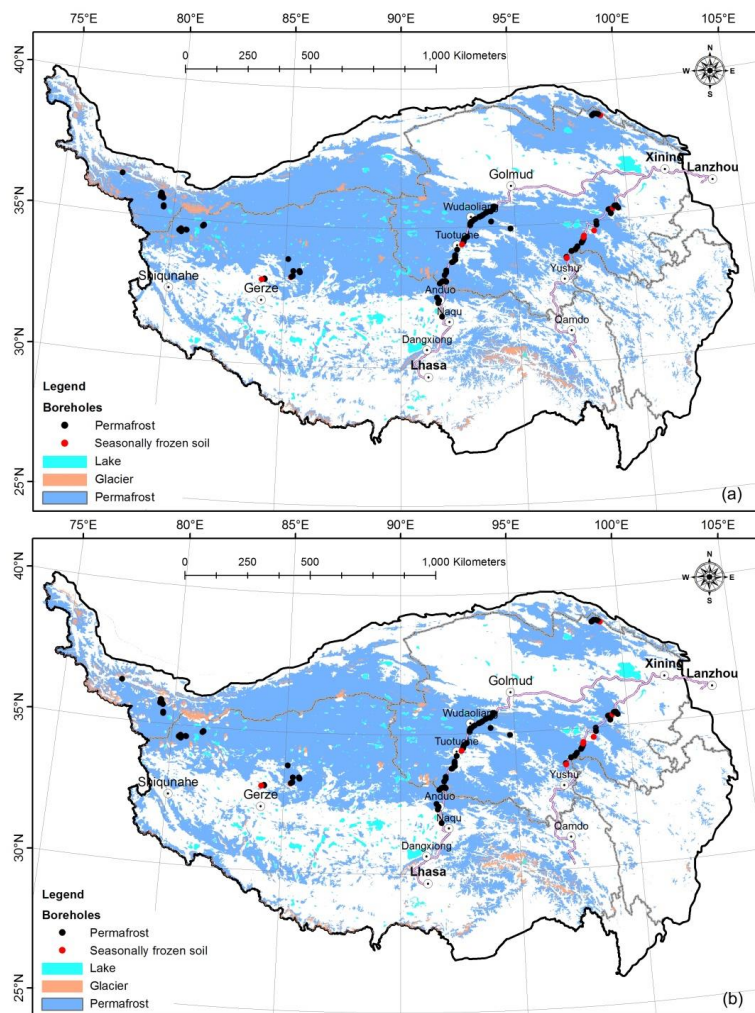 75°E 80°E 85°E 90°E 95°E 100°E 105°E
40°N
35°N
30°N
25°N
0 250 500 1,000 Kilometers
N
W E
S
Xining
Lanzhou
Golmud
Wudaoliang
Tuotuohe
Shiqunahe
Gerze
Anduo
Naqu
Yushu
Qamdo
Dangxiong
Lhasa
Legend
Boreholes
Permafrost
Seasonally frozen soil
Lake
Glacier
Permafrost
(a)
75°E 80°E 85°E 90°E 95°E 100°E 105°E
40°N
35°N
30°N
25°N
0 250 500 1,000 Kilometers
N
W E
S
Xining
Lanzhou
Golmud
Wudaoliang
Tuotuohe
Shiqunahe
Gerze
Anduo
Naqu
Yushu
Qamdo
Dangxiong
Lhasa
Legend
Boreholes
Permafrost
Seasonally frozen soil
Lake
Glacier
Permafrost
(b)